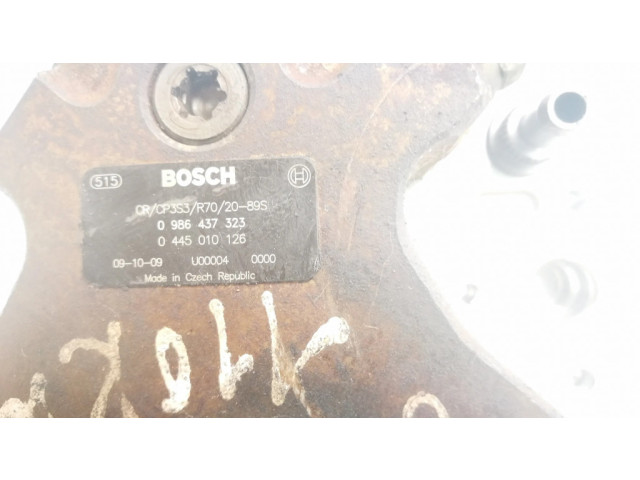 515 BOSCH
CR/CP3S3/R70/20-89S
0 986 437 323
0 445 010 126
09-10-09 U00004 0000
Made in Czech Republic